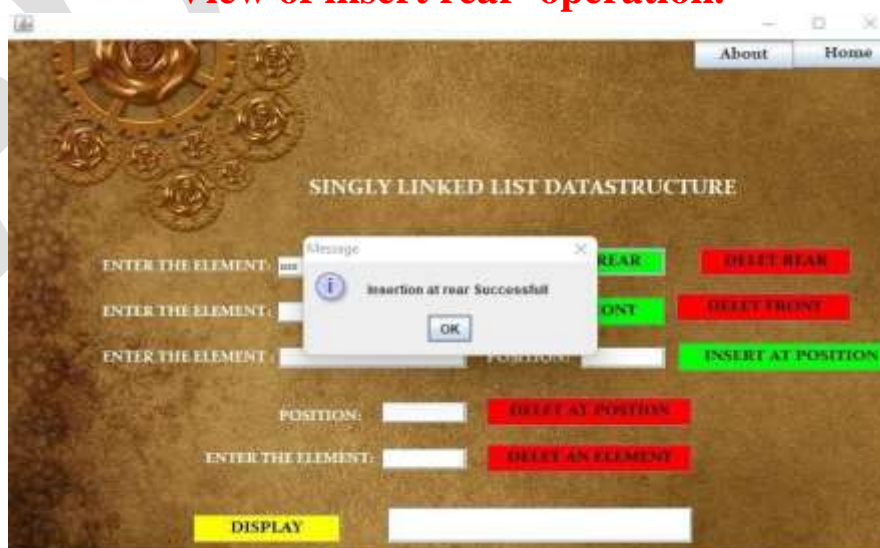 view of insert rear operation.
About Home
SINGLY LINKED LIST DATASTRUCTURE
Message
ENTER THE ELEMENT: REAR DELET REAR
Insertion at rear Successfull
ENTER THE ELEMENT: ONT DELET FRONT
OK
ENTER THE ELEMENT : POSITION: INSERT AT POSITION
POSITION: DELET AT POSTION
ENTER THE ELEMENT: DELET AN ELEMENT
DISPLAY